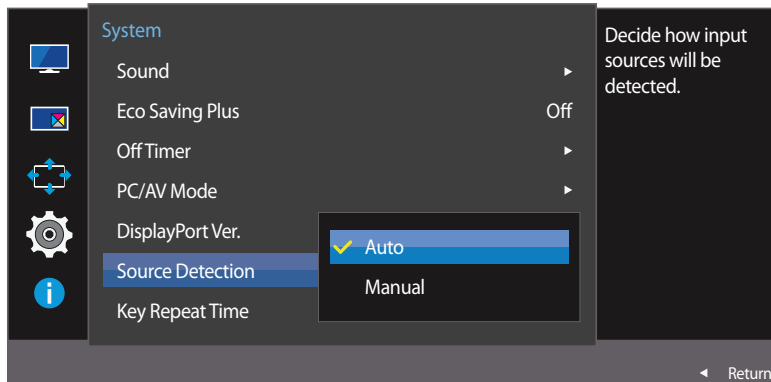 System
Sound
Eco Saving Plus Off
Off Timer
PC/AV Mode
DisplayPort Ver.
Source Detection
Key Repeat Time
Auto
Manual
Decide how input
sources will be
detected.
Return